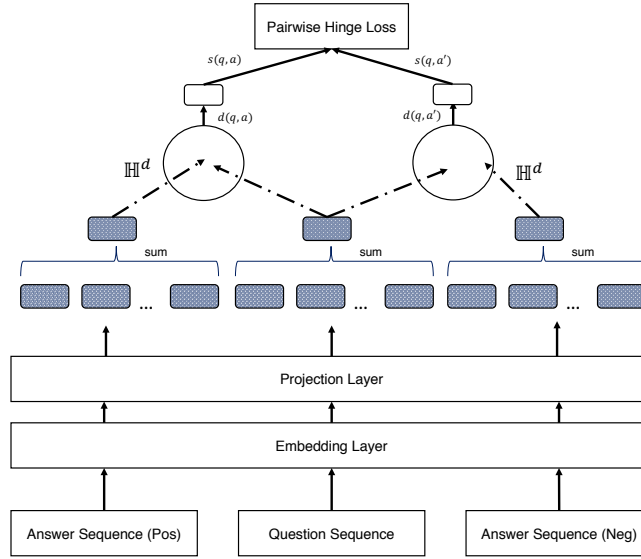 Pairwise Hinge Loss
s(q,a) s(q,a′)
d(q,a) d(q,a′)
ℍ^d ℍ^d
sum sum sum
... ... ...
Projection Layer
Embedding Layer
Answer Sequence (Pos) Question Sequence Answer Sequence (Neg)